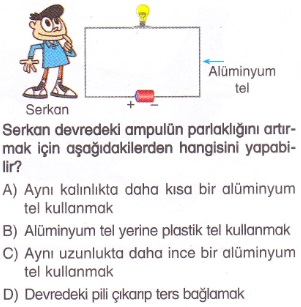 Alüminyum
tel
Serkan
+ −
Serkan devredeki ampulün parlaklığını artır-
mak için aşağıdakilerden hangisini yapabi-
lir?
A) Aynı kalınlıkta daha kısa bir alüminyum
tel kullanmak
B) Alüminyum tel yerine plastik tel kullanmak
C) Aynı uzunlukta daha ince bir alüminyum
tel kullanmak
D) Devredeki pili çıkarıp ters bağlamak